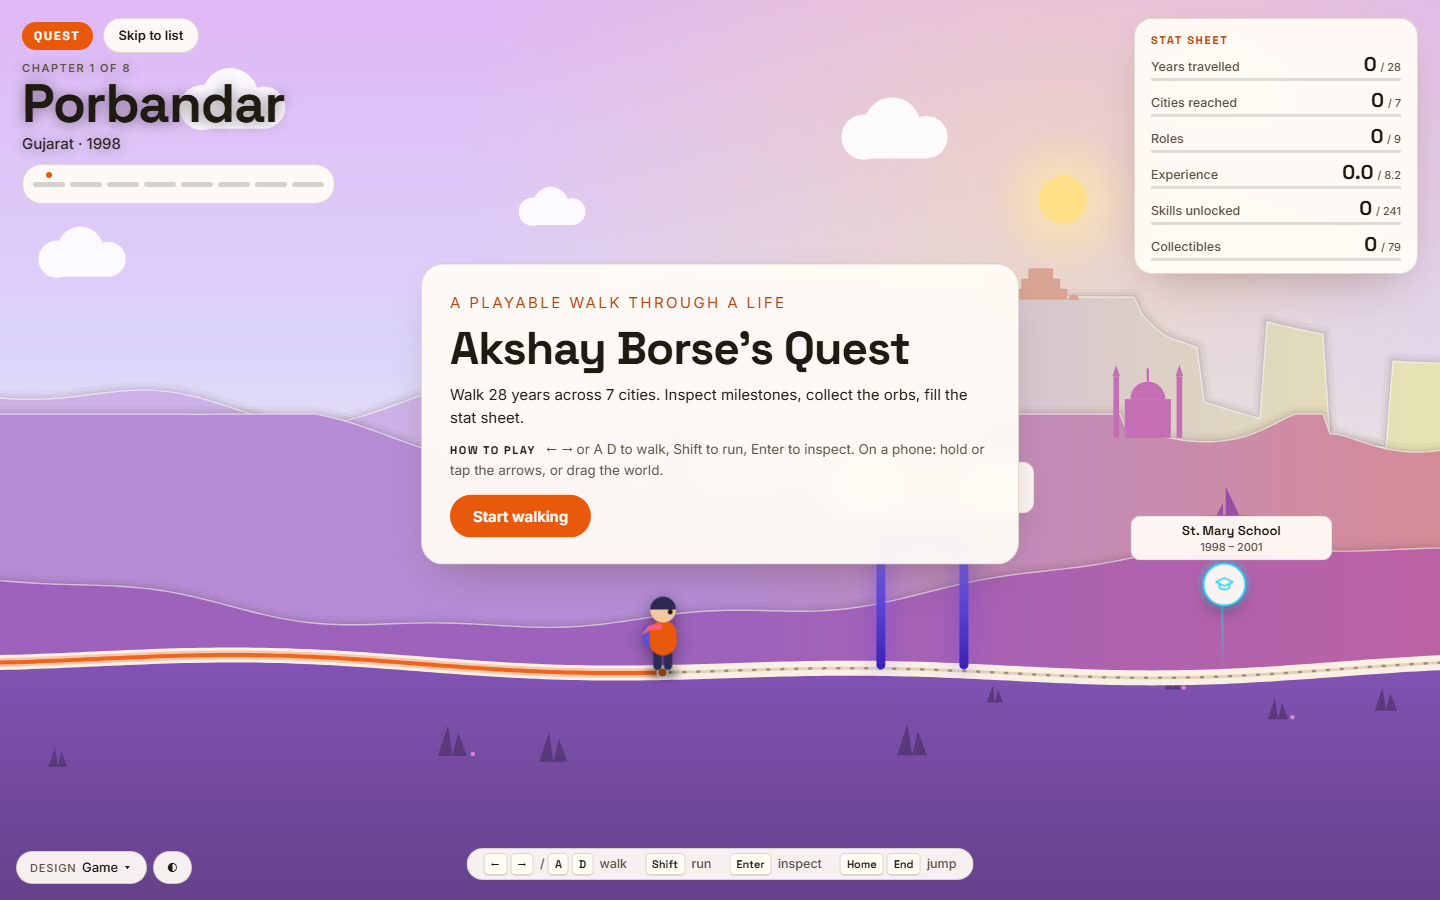 QUEST
Skip to list
CHAPTER 1 OF 8
Porbandar
Gujarat · 1998
STAT SHEET
Years travelled 0 / 28
Cities reached 0 / 7
Roles 0 / 9
Experience 0.0 / 8.2
Skills unlocked 0 / 241
Collectibles 0 / 79
A PLAYABLE WALK THROUGH A LIFE
Akshay Borse’s Quest
Walk 28 years across 7 cities. Inspect milestones, collect the orbs, fill the
stat sheet.
HOW TO PLAY ← → or A D to walk, Shift to run, Enter to inspect. On a phone: hold or
tap the arrows, or drag the world.
Start walking
St. Mary School
1998 – 2001
DESIGN Game
← → / A D walk Shift run Enter inspect Home End jump